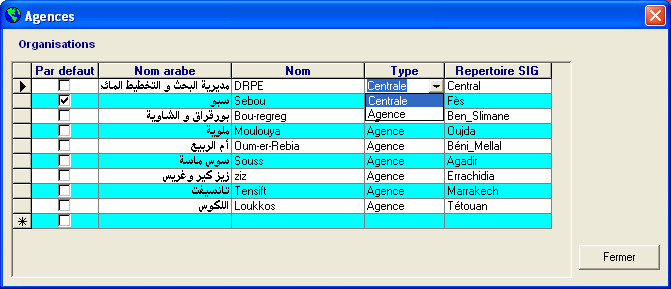 Agences
Organisations
Par defaut Nom arabe Nom Type Repertoire SIG
مديرية البحث و التخطيط المائ DRPE Centrale Central
سبو Sebou Centrale Fès
بورقراق و الشاوية Bou-regreg Agence Ben_Slimane
ملوية Moulouya Agence Oujda
أم الربيع Oum-er-Rebia Agence Béni_Mellal
سوس ماسة Souss Agence Agadir
زيز كير وغريس ziz Agence Errachidia
تانسيفت Tensift Agence Marrakech
اللكوس Loukkos Agence Tétouan
Fermer